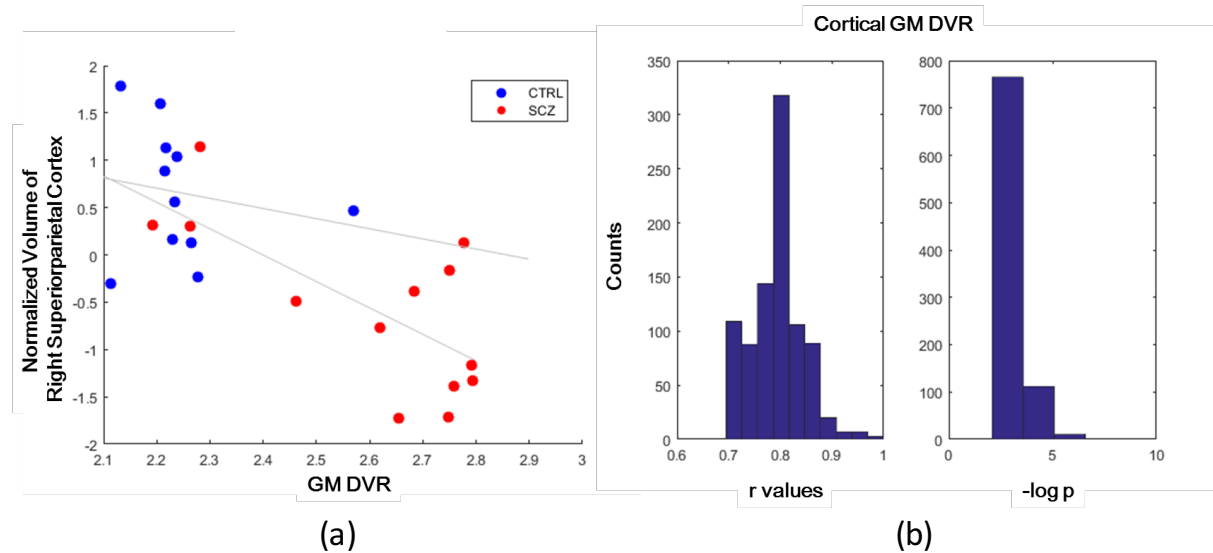 Cortical GM DVR
2
1.5
1
0.5
0
-0.5
-1
-1.5
-2
2.1 2.2 2.3 2.4 2.5 2.6 2.7 2.8 2.9 3
CTRL
SCZ
Normalized Volume of
Right Superiorparietal Cortex
GM DVR
(a)
350
300
250
200
150
100
50
0
0.6 0.7 0.8 0.9 1
Counts
r values
800
700
600
500
400
300
200
100
0
0 5 10
-log p
(b)